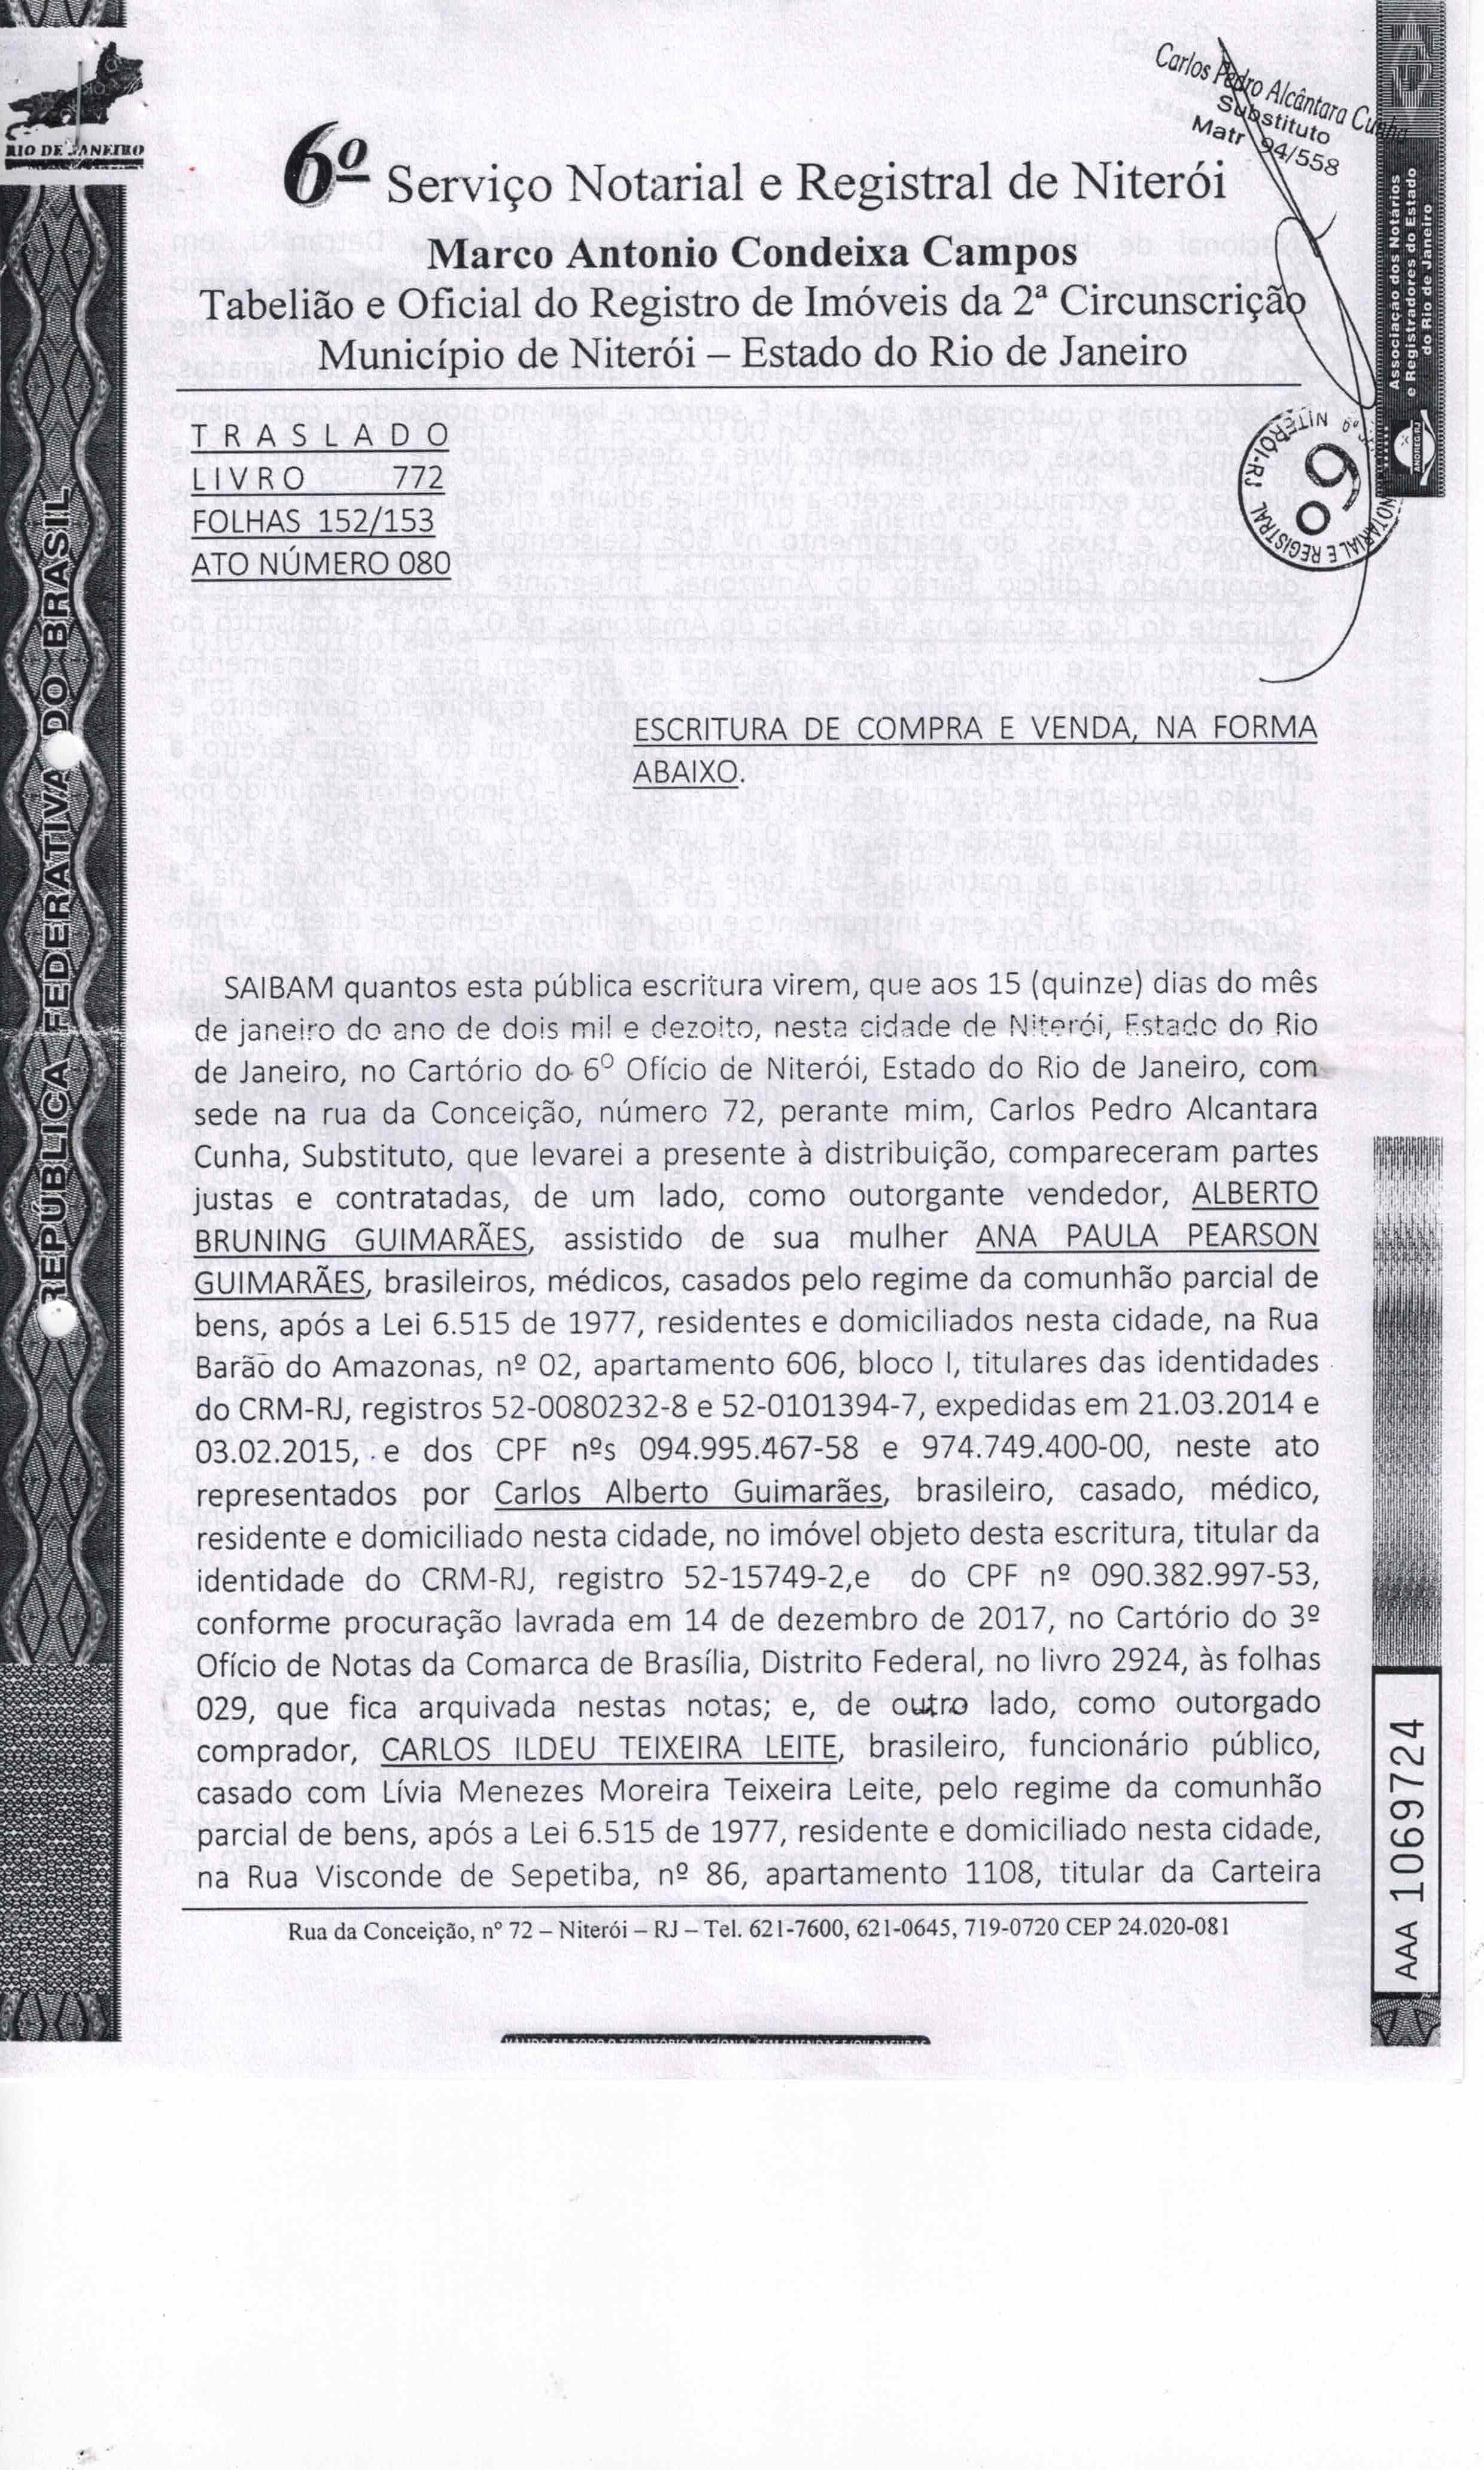 Carlos Pedro Alcântara Cunha
Substituto
Matr 94/558
RIO DE JANEIRO
6º Serviço Notarial e Registral de Niterói
Marco Antonio Condeixa Campos
Tabelião e Oficial do Registro de Imóveis da 2ª Circunscrição
Município de Niterói – Estado do Rio de Janeiro
Associação dos Notários
e Registradores do Estado
do Rio de Janeiro
ANOREG.RJ
TRASLADO
LIVRO 772
FOLHAS 152/153
ATO NÚMERO 080
NITERÓI-RJ
6º
NOTARIAL E REGISTRAL
REPÚBLICA FEDERATIVA DO BRASIL
ESCRITURA DE COMPRA E VENDA, NA FORMA
ABAIXO.
SAIBAM quantos esta pública escritura virem, que aos 15 (quinze) dias do mês
de janeiro do ano de dois mil e dezoito, nesta cidade de Niterói, Estado do Rio
de Janeiro, no Cartório do 6º Ofício de Niterói, Estado do Rio de Janeiro, com
sede na rua da Conceição, número 72, perante mim, Carlos Pedro Alcantara
Cunha, Substituto, que levarei a presente à distribuição, compareceram partes
justas e contratadas, de um lado, como outorgante vendedor, ALBERTO
BRUNING GUIMARÃES, assistido de sua mulher ANA PAULA PEARSON
GUIMARÃES, brasileiros, médicos, casados pelo regime da comunhão parcial de
bens, após a Lei 6.515 de 1977, residentes e domiciliados nesta cidade, na Rua
Barão do Amazonas, nº 02, apartamento 606, bloco I, titulares das identidades
do CRM-RJ, registros 52-0080232-8 e 52-0101394-7, expedidas em 21.03.2014 e
03.02.2015, e dos CPF nºs 094.995.467-58 e 974.749.400-00, neste ato
representados por Carlos Alberto Guimarães, brasileiro, casado, médico,
residente e domiciliado nesta cidade, no imóvel objeto desta escritura, titular da
identidade do CRM-RJ, registro 52-15749-2,e do CPF nº 090.382.997-53,
conforme procuração lavrada em 14 de dezembro de 2017, no Cartório do 3º
Ofício de Notas da Comarca de Brasília, Distrito Federal, no livro 2924, às folhas
029, que fica arquivada nestas notas; e, de outro lado, como outorgado
comprador, CARLOS ILDEU TEIXEIRA LEITE, brasileiro, funcionário público,
casado com Lívia Menezes Moreira Teixeira Leite, pelo regime da comunhão
parcial de bens, após a Lei 6.515 de 1977, residente e domiciliado nesta cidade,
na Rua Visconde de Sepetiba, nº 86, apartamento 1108, titular da Carteira
AAA 1069724
Rua da Conceição, nº 72 – Niterói – RJ – Tel. 621-7600, 621-0645, 719-0720 CEP 24.020-081